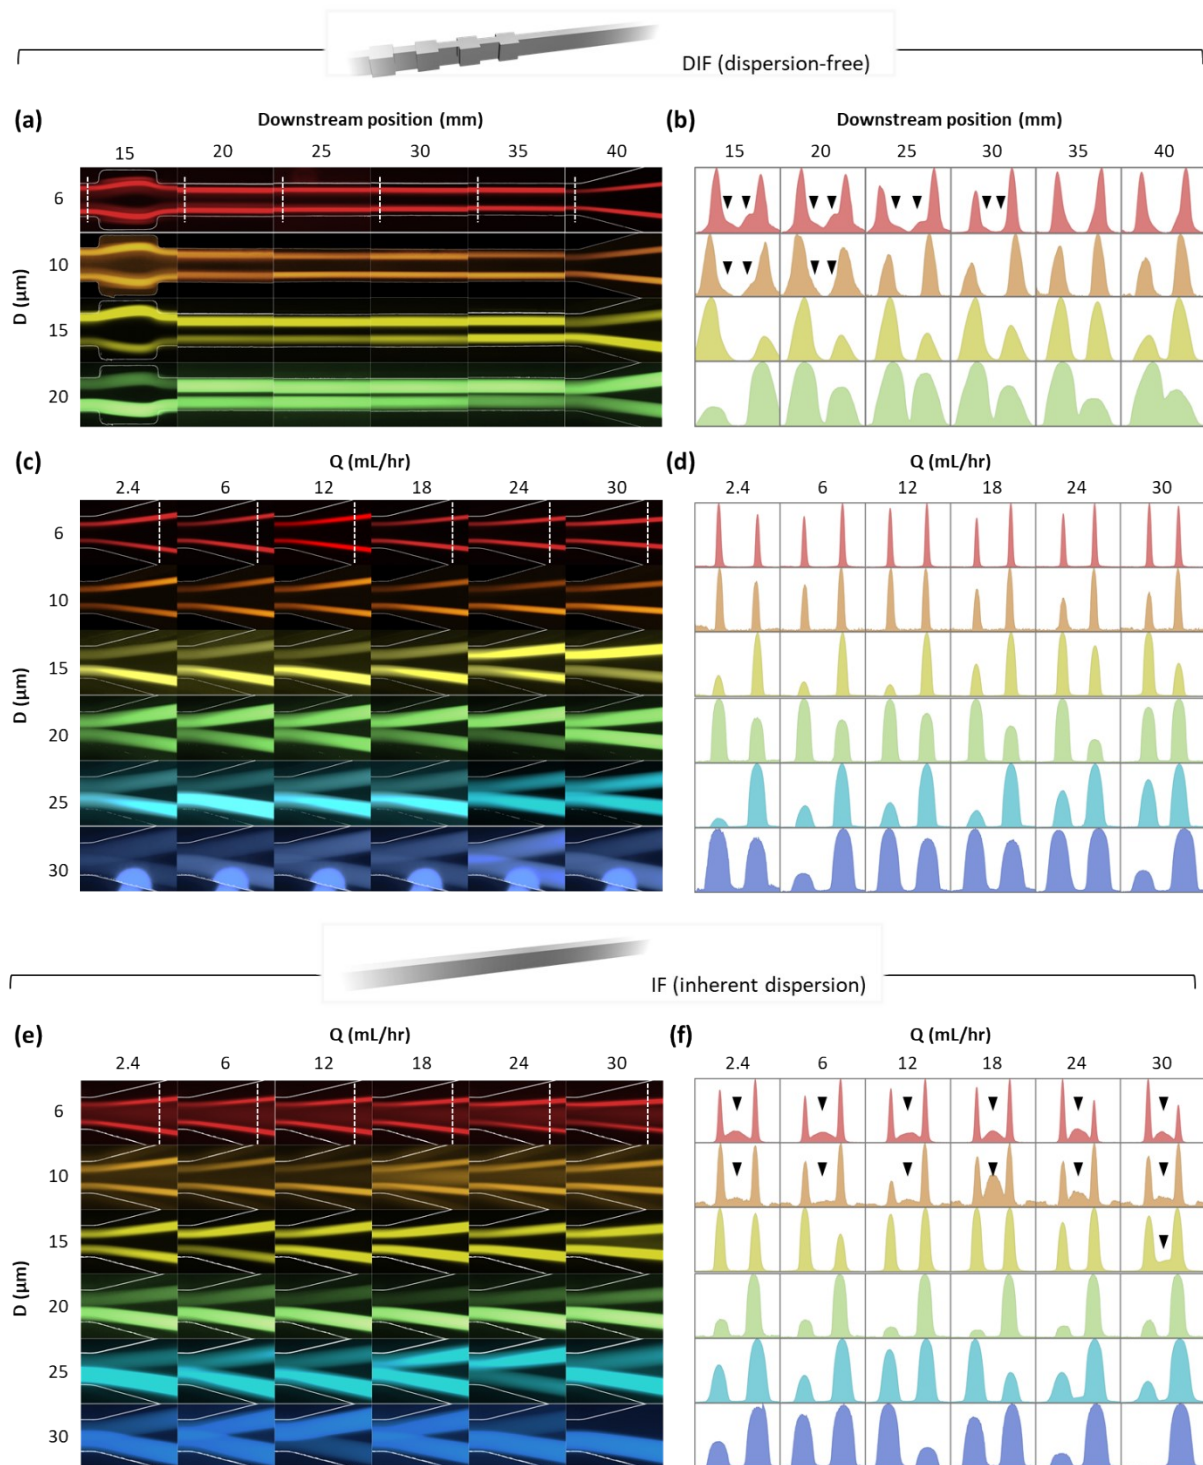 DIF (dispersion-free)
(a)
Downstream position (mm)
15 20 25 30 35 40
D (µm)
6
10
15
20
(b)
Downstream position (mm)
15 20 25 30 35 40
(c)
Q (mL/hr)
2.4 6 12 18 24 30
D (µm)
6
10
15
20
25
30
(d)
Q (mL/hr)
2.4 6 12 18 24 30
IF (inherent dispersion)
(e)
Q (mL/hr)
2.4 6 12 18 24 30
D (µm)
6
10
15
20
25
30
(f)
Q (mL/hr)
2.4 6 12 18 24 30